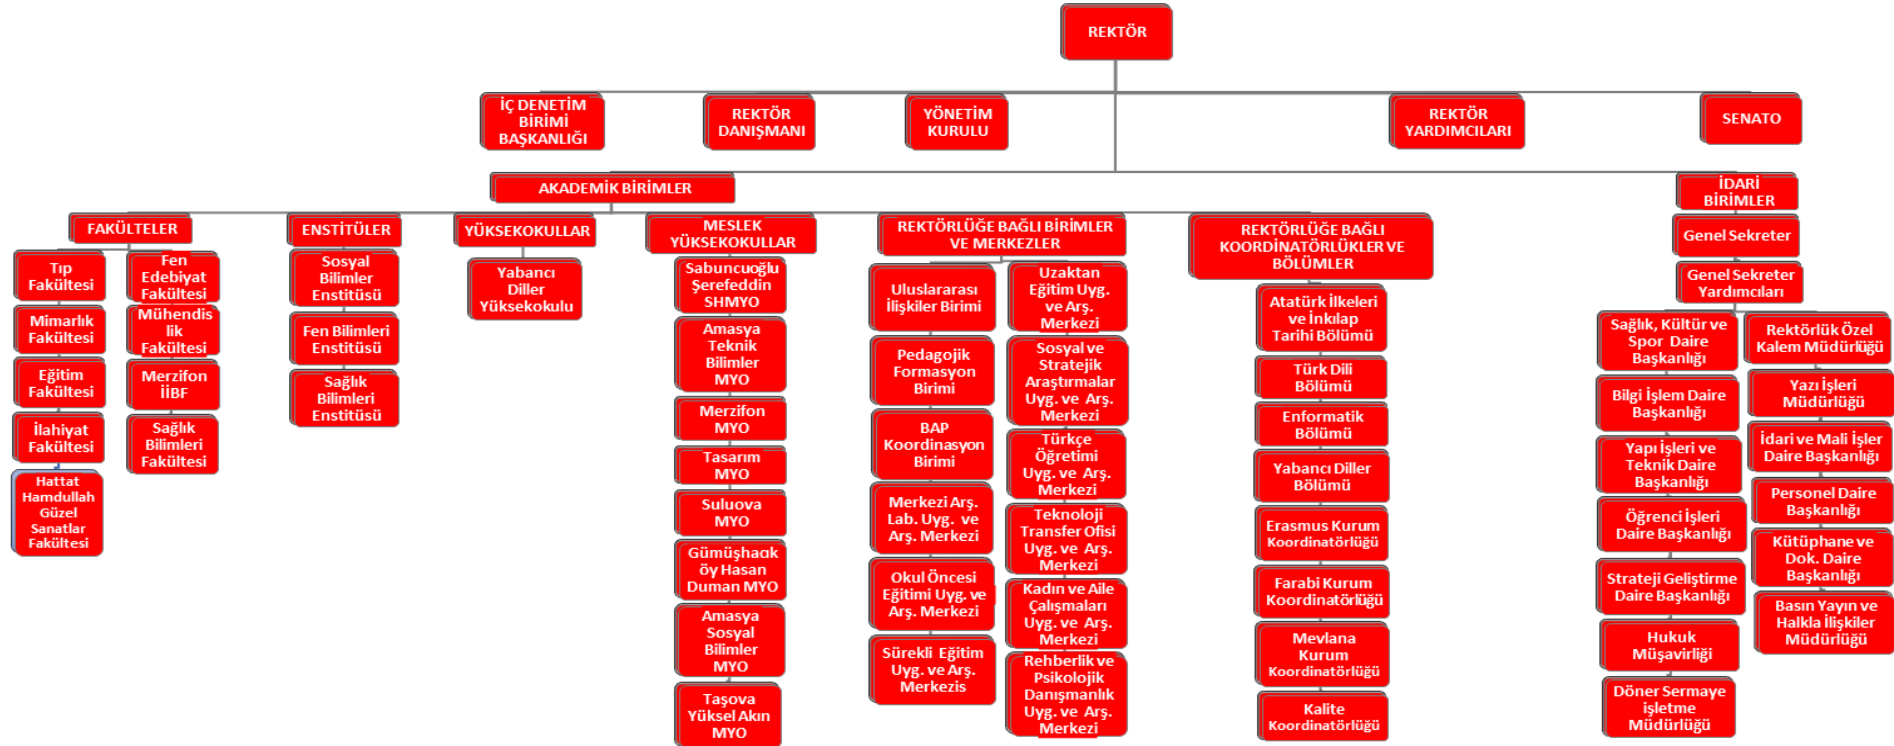 REKTÖR
İÇ DENETİM
BİRİMİ
BAŞKANLIĞI
REKTÖR
DANIŞMANI
YÖNETİM
KURULU
REKTÖR
YARDIMCILARI
SENATO
AKADEMİK BİRİMLER
İDARİ
BİRİMLER
FAKÜLTELER
Tıp
Fakültesi
Mimarlık
Fakültesi
Eğitim
Fakültesi
İlahiyat
Fakültesi
Hattat
Hamdullah
Güzel
Sanatlar
Fakültesi
Fen
Edebiyat
Fakültesi
Mühendis
lik
Fakültesi
Merzifon
İİBF
Sağlık
Bilimleri
Fakültesi
ENSTİTÜLER
Sosyal
Bilimler
Enstitüsü
Fen Bilimleri
Enstitüsü
Sağlık
Bilimleri
Enstitüsü
YÜKSEKOKULLAR
Yabancı
Diller
Yüksekokulu
MESLEK
YÜKSEKOKULLAR
Sabuncuoğlu
Şerefeddin
SHMYO
Amasya
Teknik
Bilimler
MYO
Merzifon
MYO
Tasarım
MYO
Suluova
MYO
Gümüşhacık
öy Hasan
Duman MYO
Amasya
Sosyal
Bilimler
MYO
Taşova
Yüksel Akın
MYO
REKTÖRLÜĞE BAĞLI BİRİMLER
VE MERKEZLER
Uluslararası
İlişkiler Birimi
Pedagojik
Formasyon
Birimi
BAP
Koordinasyon
Birimi
Merkezi Arş.
Lab. Uyg. ve
Arş. Merkezi
Okul Öncesi
Eğitimi Uyg. ve
Arş. Merkezi
Sürekli Eğitim
Uyg. ve Arş.
Merkezis
Uzaktan
Eğitim Uyg.
ve Arş.
Merkezi
Sosyal ve
Stratejik
Araştırmalar
Uyg. ve Arş.
Merkezi
Türkçe
Öğretimi
Uyg. ve Arş.
Merkezi
Teknoloji
Transfer Ofisi
Uyg. ve Arş.
Merkezi
Kadın ve Aile
Çalışmaları
Uyg. ve Arş.
Merkezi
Rehberlik ve
Psikolojik
Danışmanlık
Uyg. ve Arş.
Merkezi
REKTÖRLÜĞE BAĞLI
KOORDİNATÖRLÜKLER VE
BÖLÜMLER
Atatürk İlkeleri
ve İnkılap
Tarihi Bölümü
Türk Dili
Bölümü
Enformatik
Bölümü
Yabancı Diller
Bölümü
Erasmus Kurum
Koordinatörlüğü
Farabi Kurum
Koordinatörlüğü
Mevlana
Kurum
Koordinatörlüğü
Kalite
Koordinatörlüğü
Genel Sekreter
Genel Sekreter
Yardımcıları
Sağlık, Kültür ve
Spor Daire
Başkanlığı
Bilgi İşlem Daire
Başkanlığı
Yapı İşleri ve
Teknik Daire
Başkanlığı
Öğrenci İşleri
Daire Başkanlığı
Strateji Geliştirme
Daire Başkanlığı
Hukuk
Müşavirliği
Döner Sermaye
işletme
Müdürlüğü
Rektörlük Özel
Kalem Müdürlüğü
Yazı İşleri
Müdürlüğü
İdari ve Mali İşler
Daire Başkanlığı
Personel Daire
Başkanlığı
Kütüphane ve
Dok. Daire
Başkanlığı
Basın Yayın ve
Halkla İlişkiler
Müdürlüğü